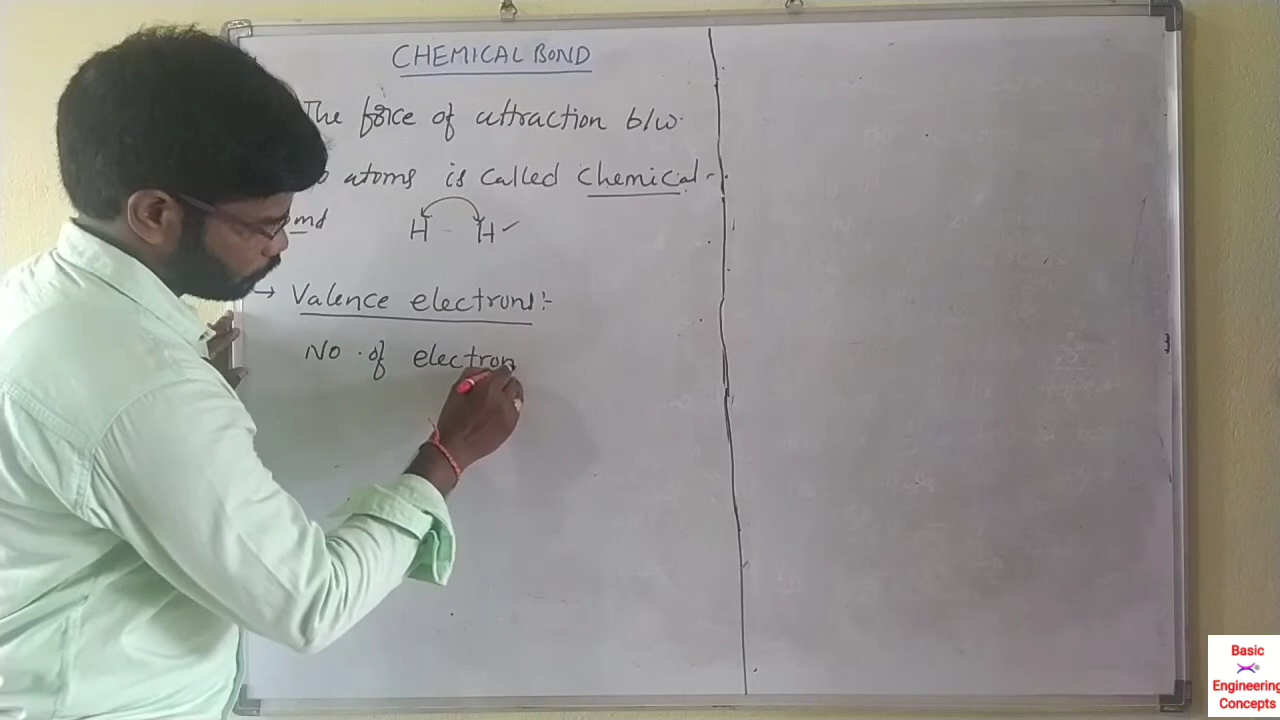 CHEMICAL BOND
The force of attraction b/w
atoms is called Chemical -
H - H ✓
→ Valence electrons:-
No. of electron
Basic
Engineering
Concepts